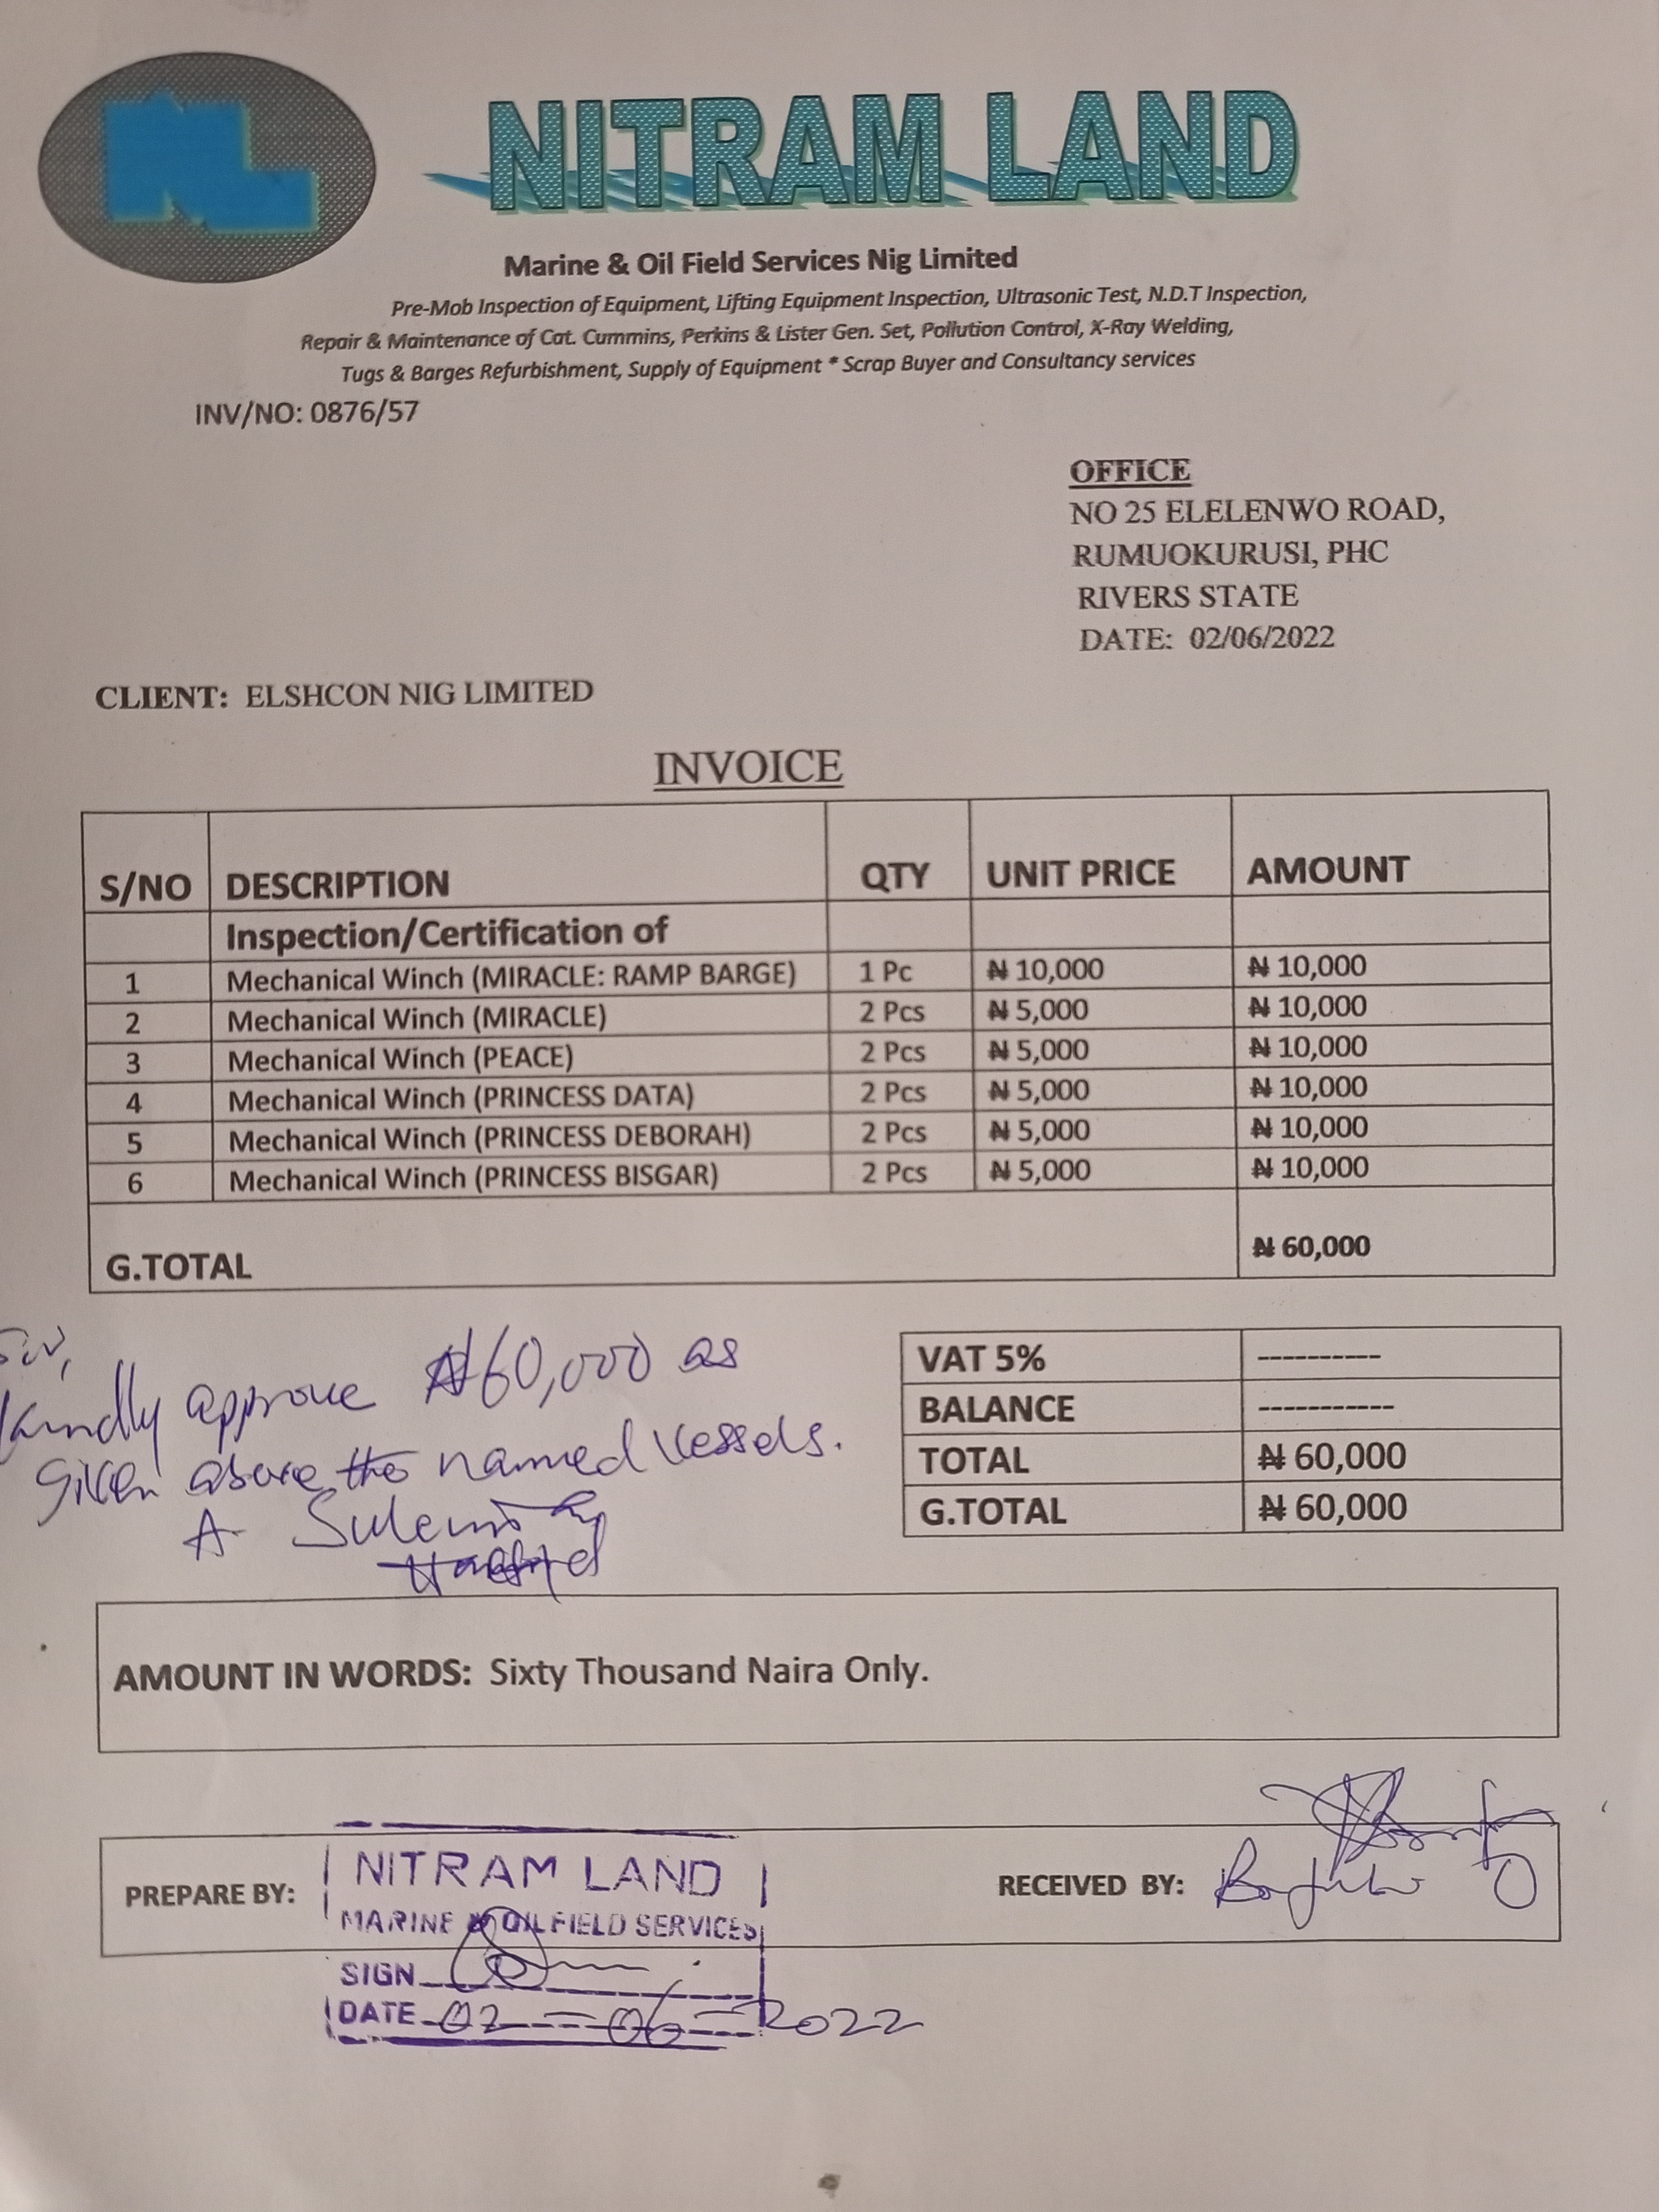 NL
NITRAM LAND
Marine & Oil Field Services Nig Limited
Pre-Mob Inspection of Equipment, Lifting Equipment Inspection, Ultrasonic Test, N.D.T Inspection,
Repair & Maintenance of Cat. Cummins, Perkins & Lister Gen. Set, Pollution Control, X-Ray Welding,
Tugs & Barges Refurbishment, Supply of Equipment * Scrap Buyer and Consultancy services
INV/NO: 0876/57
OFFICE
NO 25 ELELENWO ROAD,
RUMUOKURUSI, PHC
RIVERS STATE
DATE: 02/06/2022
CLIENT: ELSHCON NIG LIMITED
INVOICE
S/NO DESCRIPTION QTY UNIT PRICE AMOUNT
Inspection/Certification of
1 Mechanical Winch (MIRACLE: RAMP BARGE) 1 Pc ₦ 10,000 ₦ 10,000
2 Mechanical Winch (MIRACLE) 2 Pcs ₦ 5,000 ₦ 10,000
3 Mechanical Winch (PEACE) 2 Pcs ₦ 5,000 ₦ 10,000
4 Mechanical Winch (PRINCESS DATA) 2 Pcs ₦ 5,000 ₦ 10,000
5 Mechanical Winch (PRINCESS DEBORAH) 2 Pcs ₦ 5,000 ₦ 10,000
6 Mechanical Winch (PRINCESS BISGAR) 2 Pcs ₦ 5,000 ₦ 10,000
G.TOTAL ₦ 60,000
Sir,
Kindly approve ₦60,000 as
given above the named vessels.
A.
VAT 5% ----------
BALANCE -----------
TOTAL ₦ 60,000
G.TOTAL ₦ 60,000
AMOUNT IN WORDS: Sixty Thousand Naira Only.
PREPARE BY:
NITRAM LAND
MARINE & OIL FIELD SERVICES
SIGN
DATE 02-06-2022
RECEIVED BY: